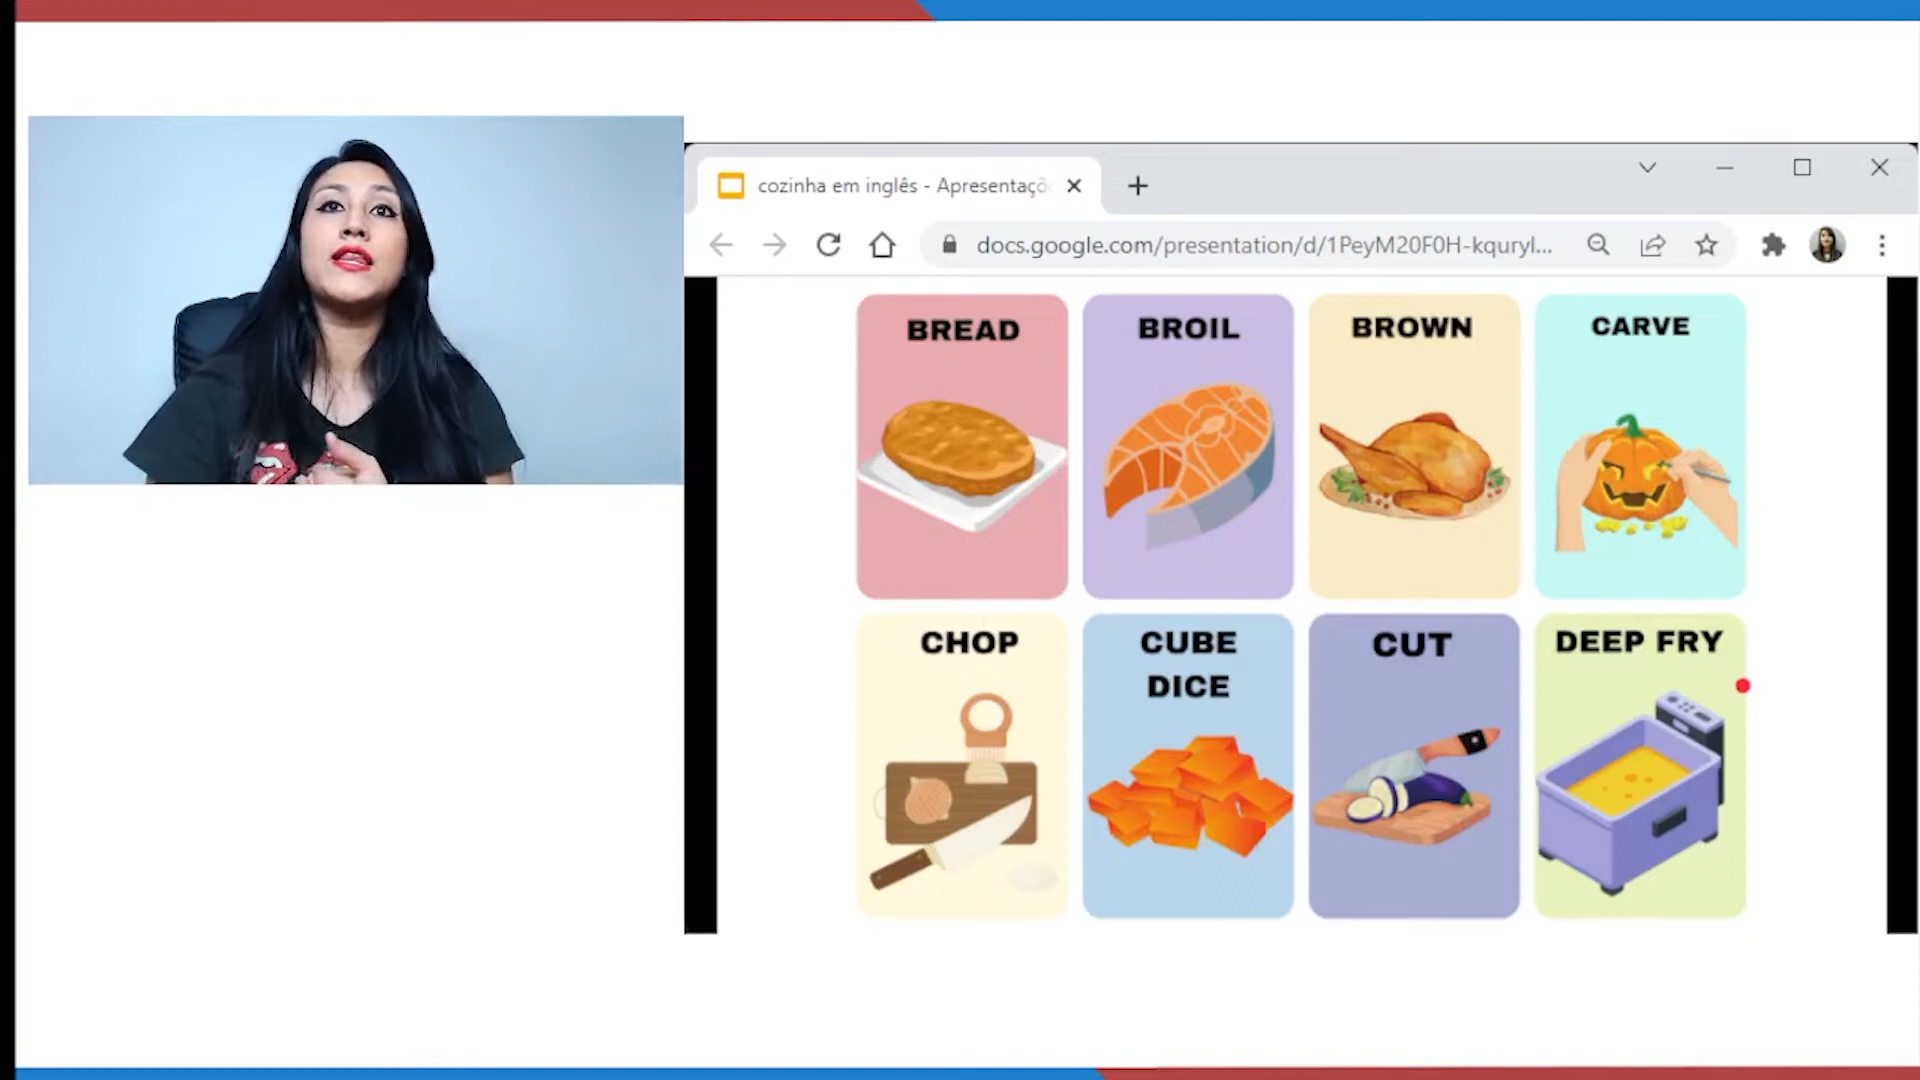 cozinha em inglês - Apresentaçõ
docs.google.com/presentation/d/1PeyM20F0H-kquryl...
BREAD
BROIL
BROWN
CARVE
CHOP
CUBE
DICE
CUT
DEEP FRY